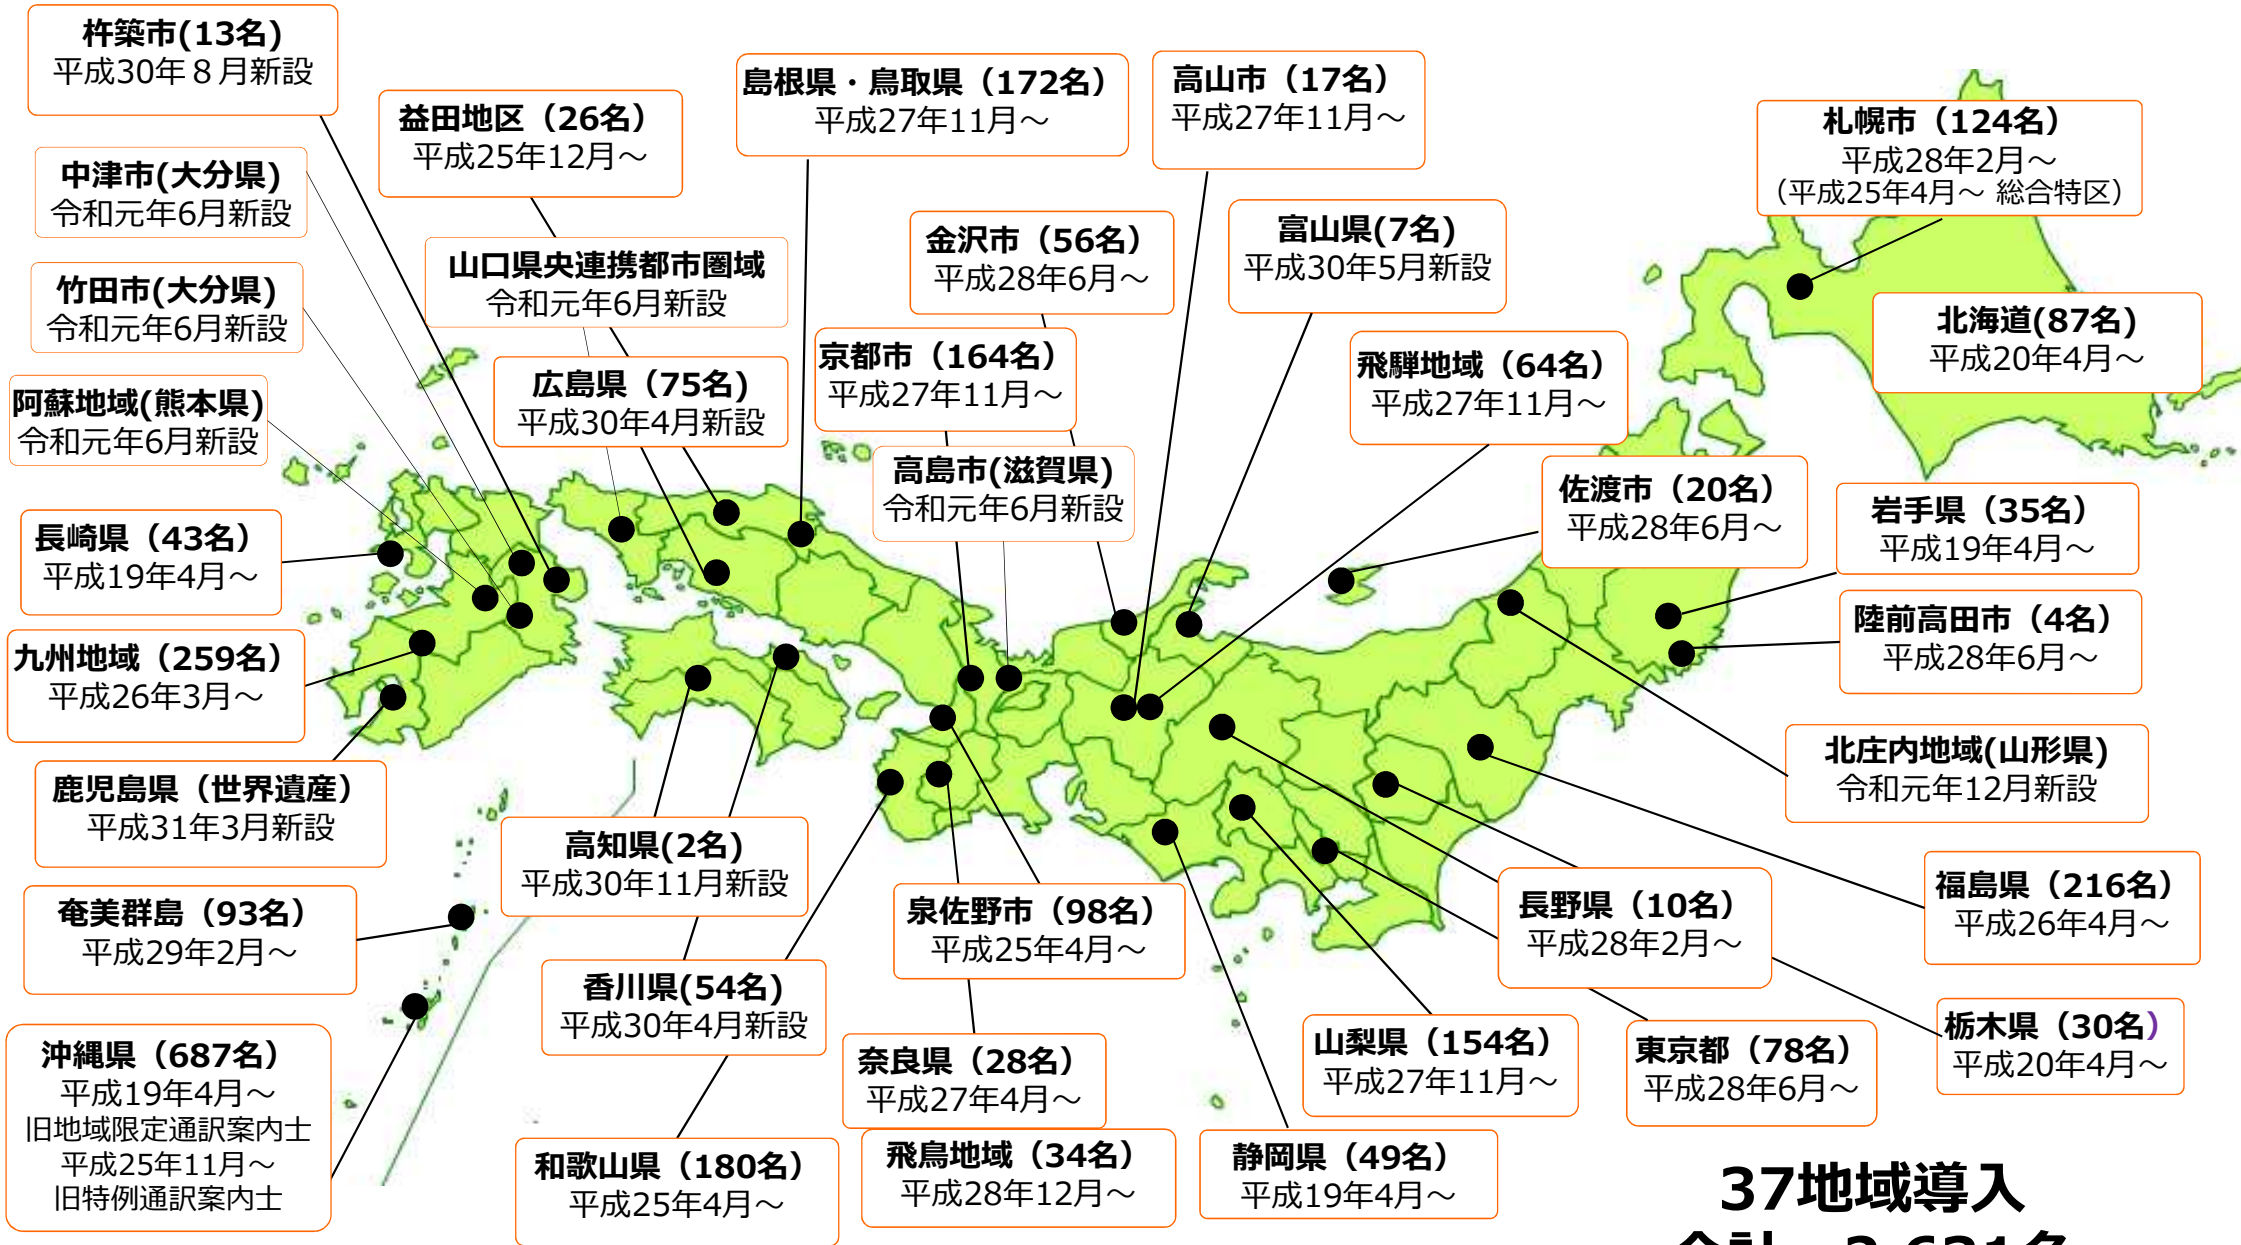 杵築市(13名)
平成30年８月新設
島根県・鳥取県（172名）
平成27年11月～
高山市（17名）
平成27年11月～
益田地区（26名）
平成25年12月～
札幌市（124名）
平成28年2月～
（平成25年4月～ 総合特区）
中津市(大分県)
令和元年6月新設
金沢市（56名）
平成28年6月～
富山県(7名)
平成30年5月新設
山口県央連携都市圏域
令和元年6月新設
竹田市(大分県)
令和元年6月新設
北海道(87名)
平成20年4月～
京都市（164名）
平成27年11月～
飛騨地域（64名）
平成27年11月～
広島県（75名)
平成30年4月新設
阿蘇地域(熊本県)
令和元年6月新設
高島市(滋賀県)
令和元年6月新設
佐渡市（20名）
平成28年6月～
岩手県（35名）
平成19年4月～
長崎県（43名）
平成19年4月～
陸前高田市（4名）
平成28年6月～
九州地域（259名）
平成26年3月～
北庄内地域(山形県)
令和元年12月新設
鹿児島県（世界遺産）
平成31年3月新設
高知県(2名)
平成30年11月新設
福島県（216名）
平成26年4月～
長野県（10名）
平成28年2月～
泉佐野市（98名）
平成25年4月～
奄美群島（93名）
平成29年2月～
香川県(54名)
平成30年4月新設
栃木県（30名）
平成20年4月～
山梨県（154名）
平成27年11月～
東京都（78名）
平成28年6月～
奈良県（28名）
平成27年4月～
沖縄県（687名）
平成19年4月～
旧地域限定通訳案内士
平成25年11月～
旧特例通訳案内士
飛鳥地域（34名）
平成28年12月～
静岡県（49名）
平成19年4月～
和歌山県（180名）
平成25年4月～
37地域導入
合計 2,631名